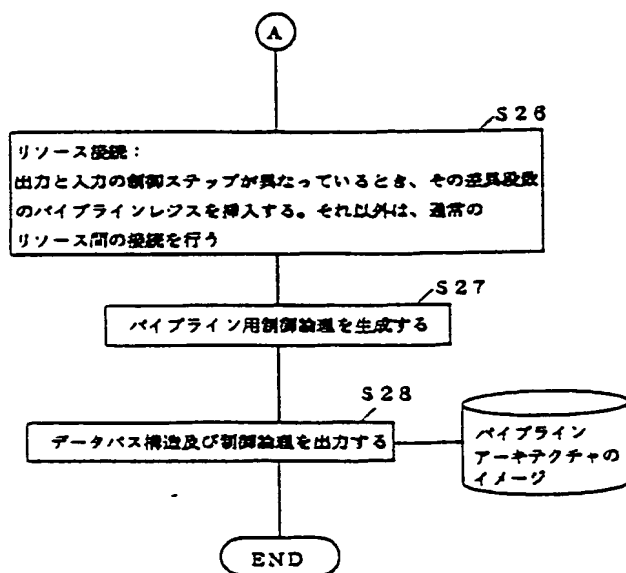 A
S26
リソース接続：
出力と入力の制御ステップが異なっているとき、その差異段数
のパイプラインレジスを挿入する。それ以外は、通常の
リソース間の接続を行う
S27
パイプライン用制御論理を生成する
S28
データパス構造及び制御論理を出力する
パイプライン
アーキテクチャの
イメージ
END